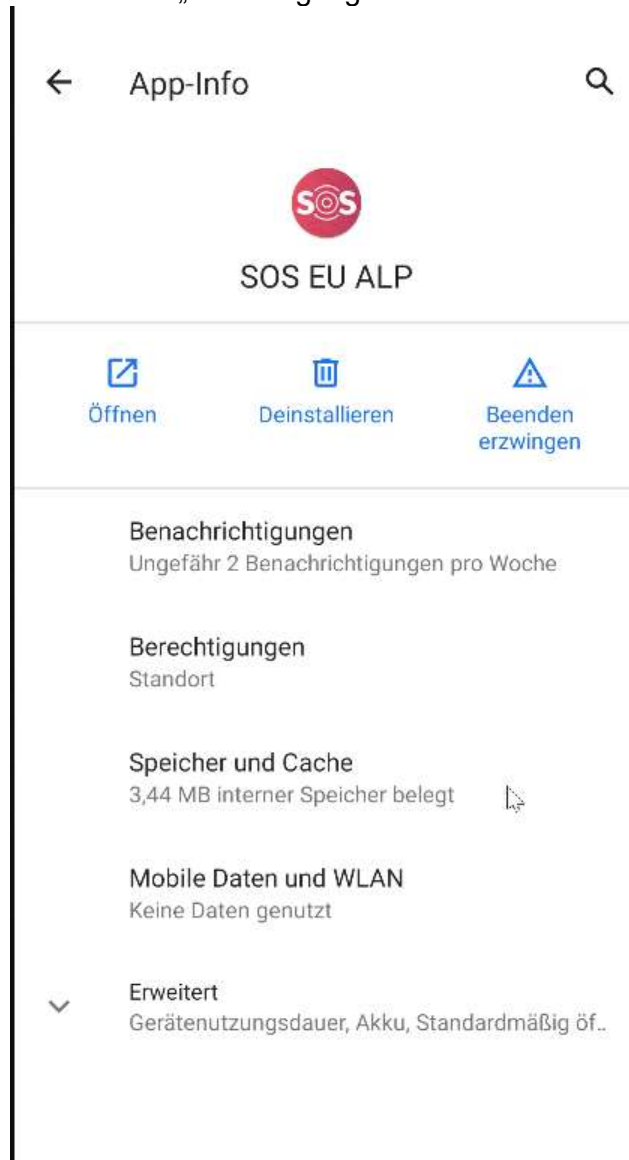 App-Info
SOS
SOS EU ALP
Öffnen
Deinstallieren
Beenden
erzwingen
Benachrichtigungen
Ungefähr 2 Benachrichtigungen pro Woche
Berechtigungen
Standort
Speicher und Cache
3,44 MB interner Speicher belegt
Mobile Daten und WLAN
Keine Daten genutzt
Erweitert
Gerätenutzungsdauer, Akku, Standardmäßig öf..